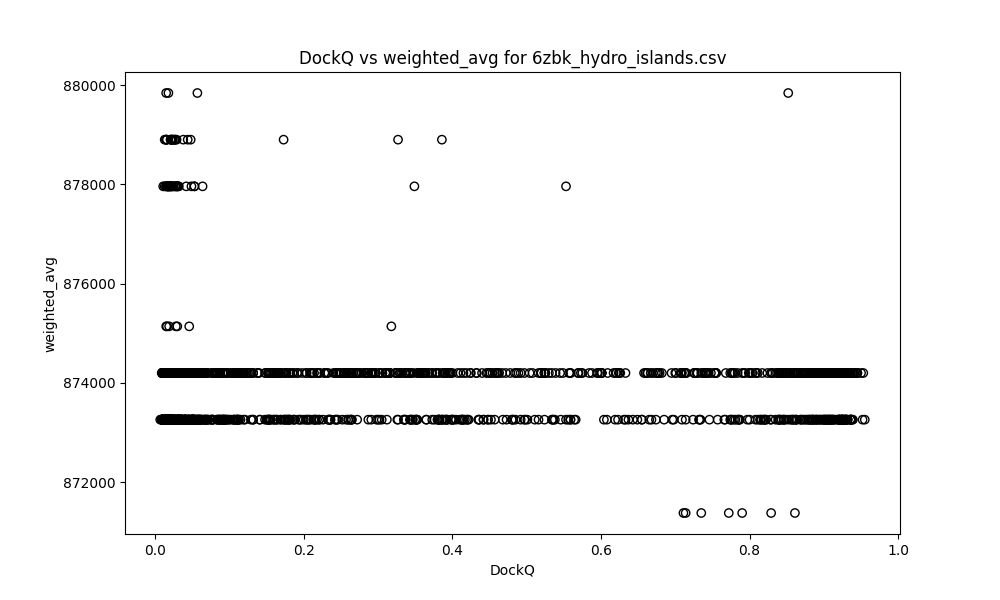 DockQ vs weighted_avg for 6zbk_hydro_islands.csv
880000
878000
876000
874000
872000
weighted_avg
0.0 0.2 0.4 0.6 0.8 1.0
DockQ